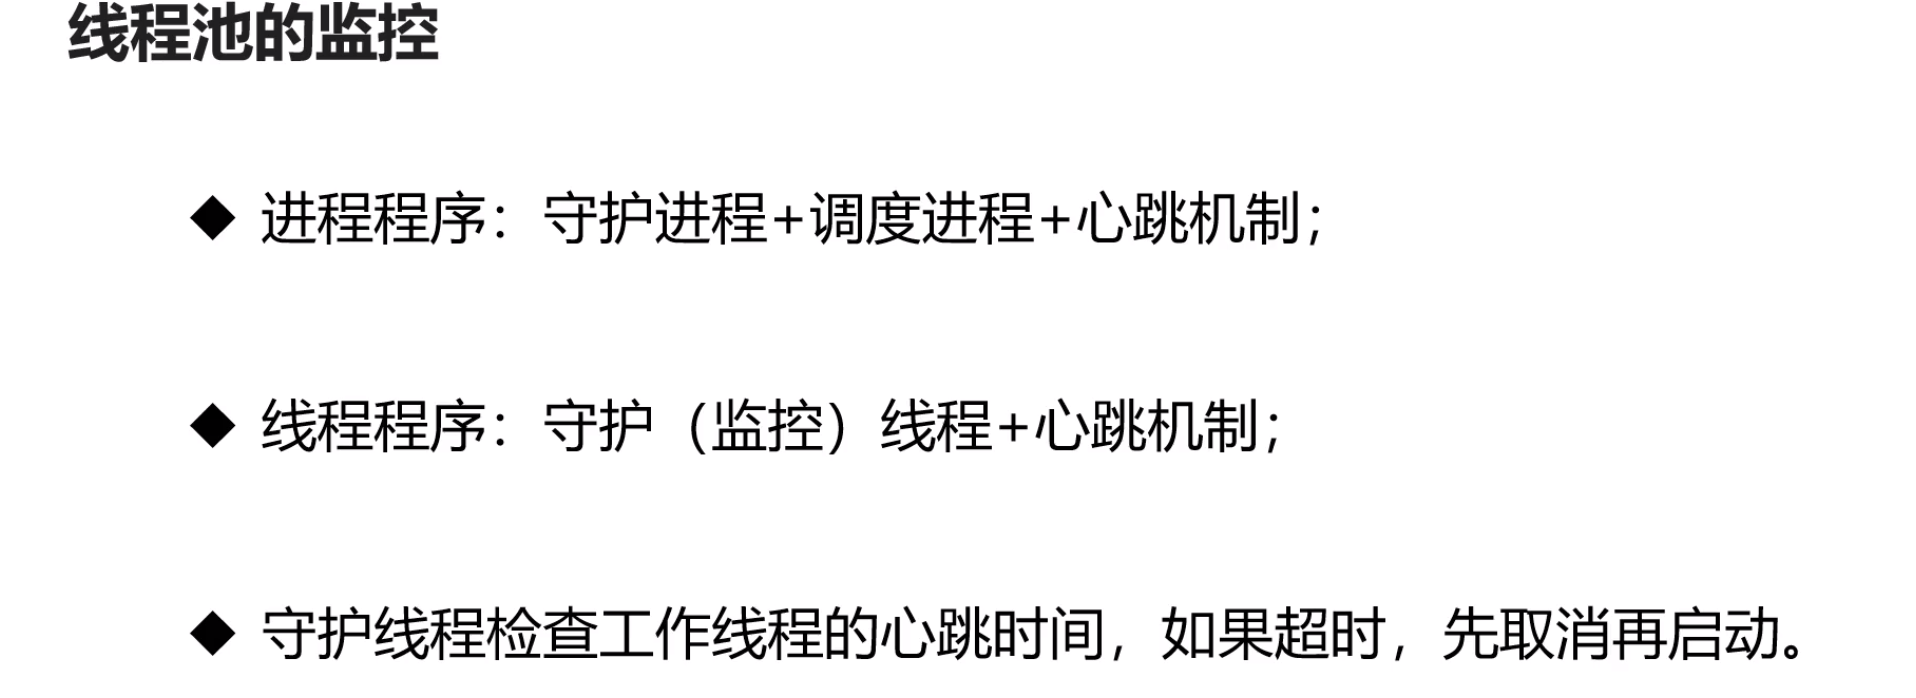 线程池的监控
◆ 进程程序：守护进程+调度进程+心跳机制；
◆ 线程程序：守护（监控）线程+心跳机制；
◆ 守护线程检查工作线程的心跳时间，如果超时，先取消再启动。